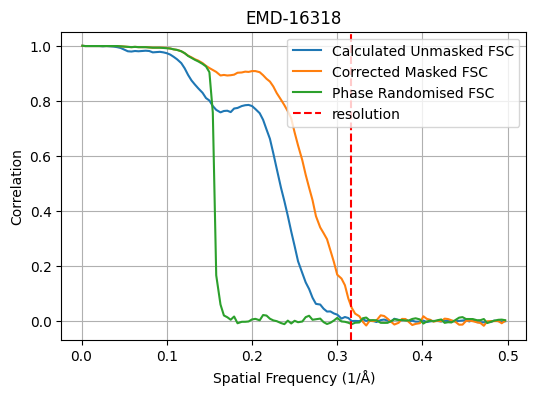 EMD-16318
Calculated Unmasked FSC
Corrected Masked FSC
Phase Randomised FSC
resolution
1.0
0.8
0.6
0.4
0.2
0.0
Correlation
0.0 0.1 0.2 0.3 0.4 0.5
Spatial Frequency (1/Å)